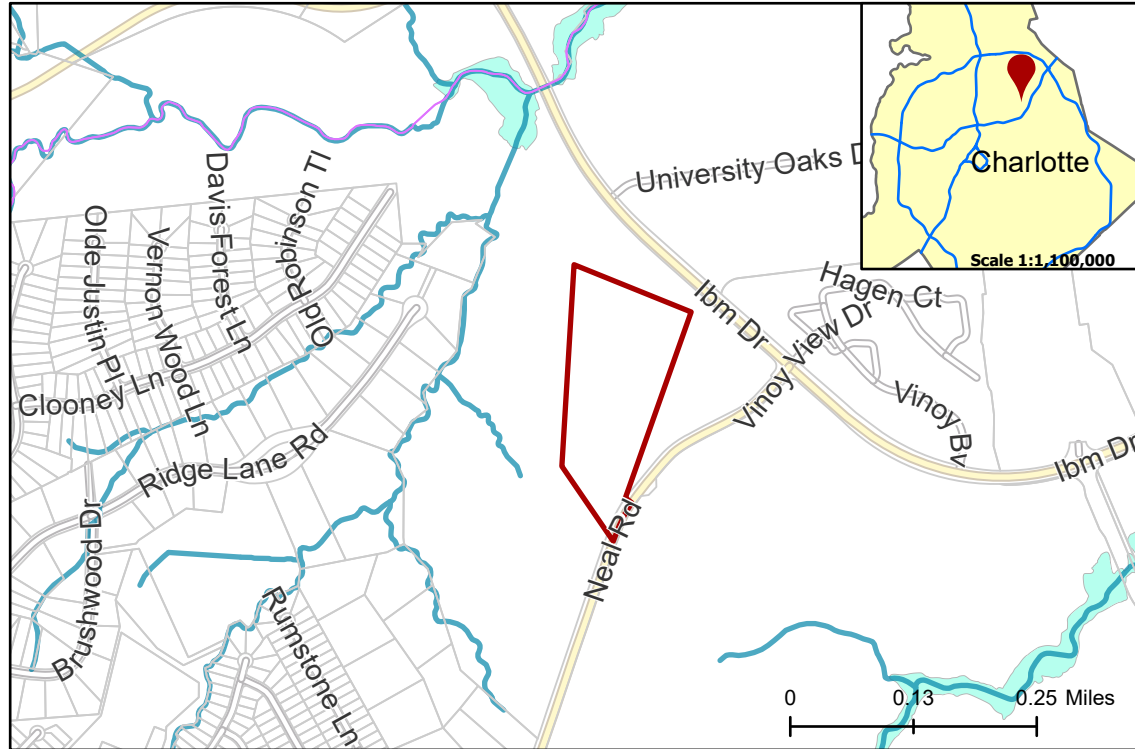 University Oaks D
Charlotte
Scale 1:1,100,000
Davis Forest Ln
Old Robinson Tl
Olde Justin Pl
Vernon Wood Ln
Hagen Ct
Ibm Dr
Vinoy View Dr
Clooney Ln
Vinoy Bv
Ridge Lane Rd
Ibm Dr
Brushwood Dr
Neal Rd
Rumstone Ln
0 0.13 0.25 Miles